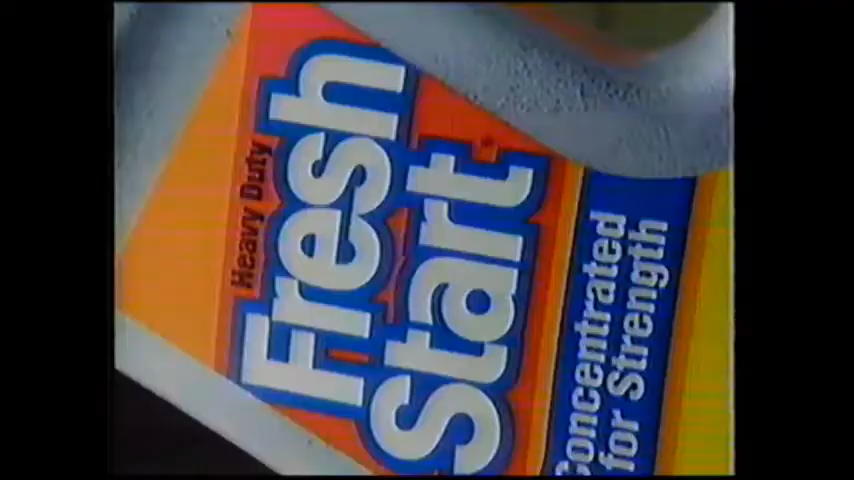 Heavy Duty
Fresh
Start
Concentrated
for Strength